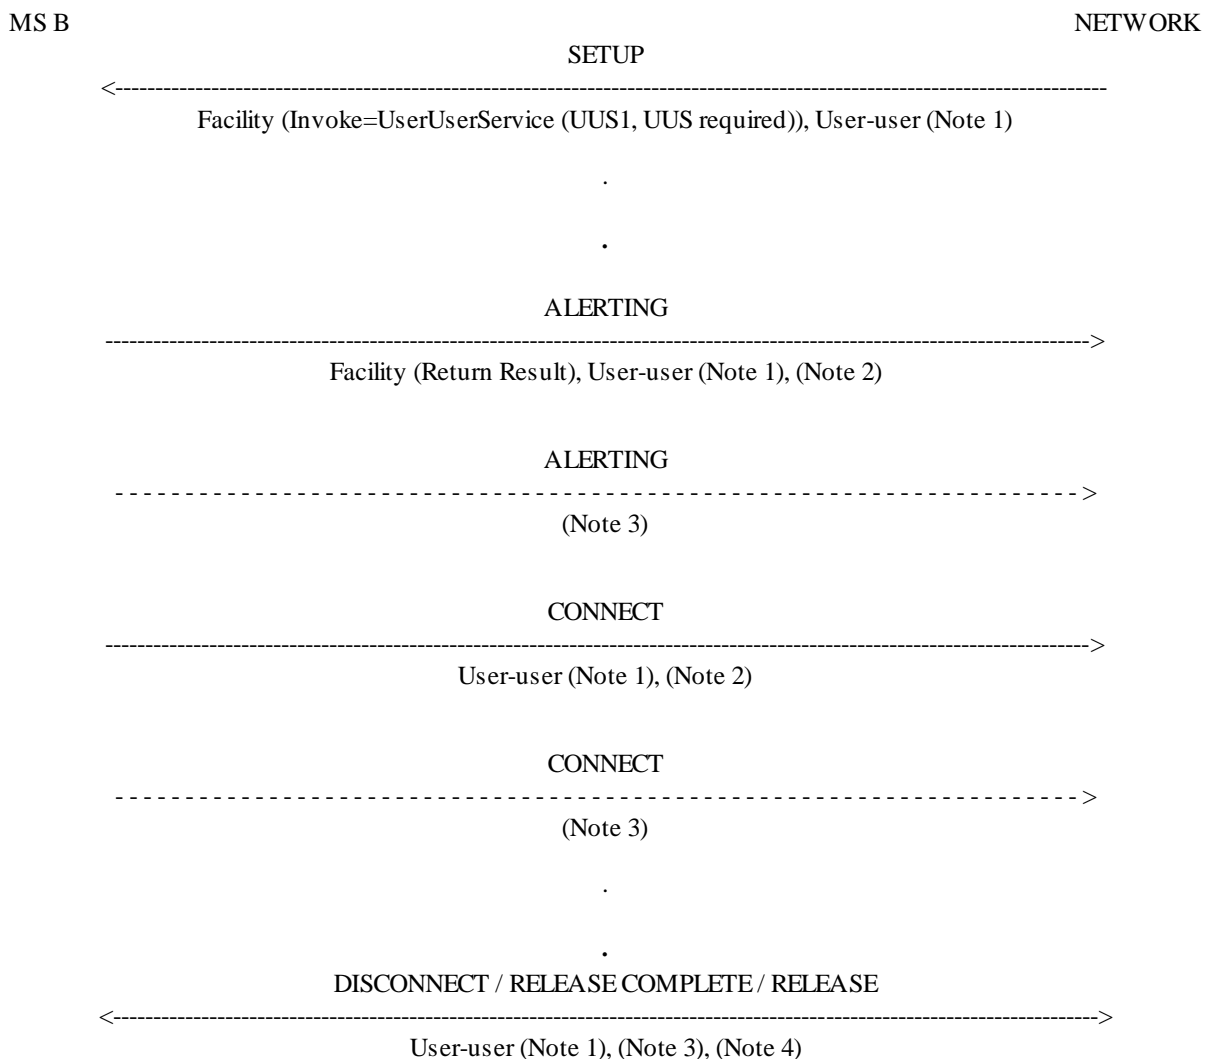 MS B NETWORK
SETUP
<------------------------------------------------------------------------------------------------------------------------------
Facility (Invoke=UserUserService (UUS1, UUS required)), User-user (Note 1)
.
.
ALERTING
------------------------------------------------------------------------------------------------------------------------------>
Facility (Return Result), User-user (Note 1), (Note 2)
ALERTING
- - - - - - - - - - - - - - - - - - - - - - - - - - - - - - - - - - - - - - - - - - - - - - - - - - - - - - - - - - - - - - - - - - - - - >
(Note 3)
CONNECT
------------------------------------------------------------------------------------------------------------------------------>
User-user (Note 1), (Note 2)
CONNECT
- - - - - - - - - - - - - - - - - - - - - - - - - - - - - - - - - - - - - - - - - - - - - - - - - - - - - - - - - - - - - - - - - - - - - >
(Note 3)
.
.
DISCONNECT / RELEASE COMPLETE / RELEASE
<----------------------------------------------------------------------------------------------------------------------------->
User-user (Note 1), (Note 3), (Note 4)